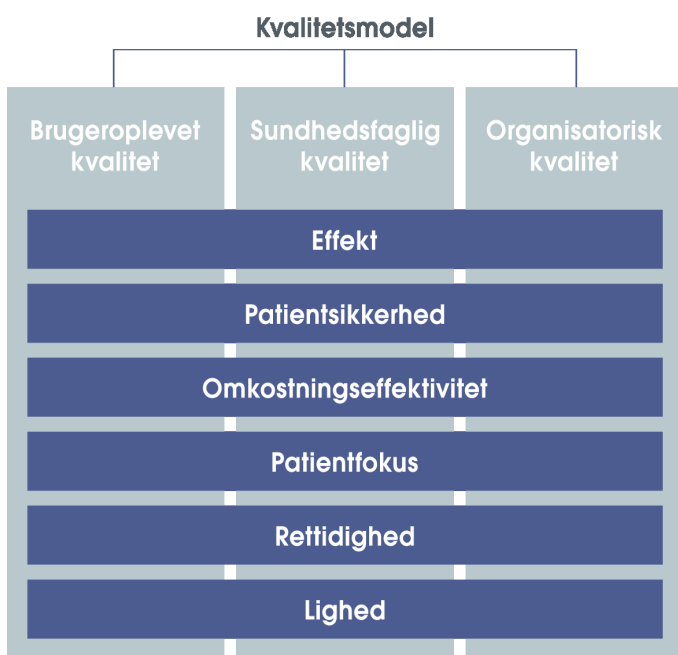 Kvalitetsmodel
Brugeroplevet
kvalitet
Sundhedsfaglig
kvalitet
Organisatorisk
kvalitet
Effekt
Patientsikkerhed
Omkostningseffektivitet
Patientfokus
Rettidighed
Lighed